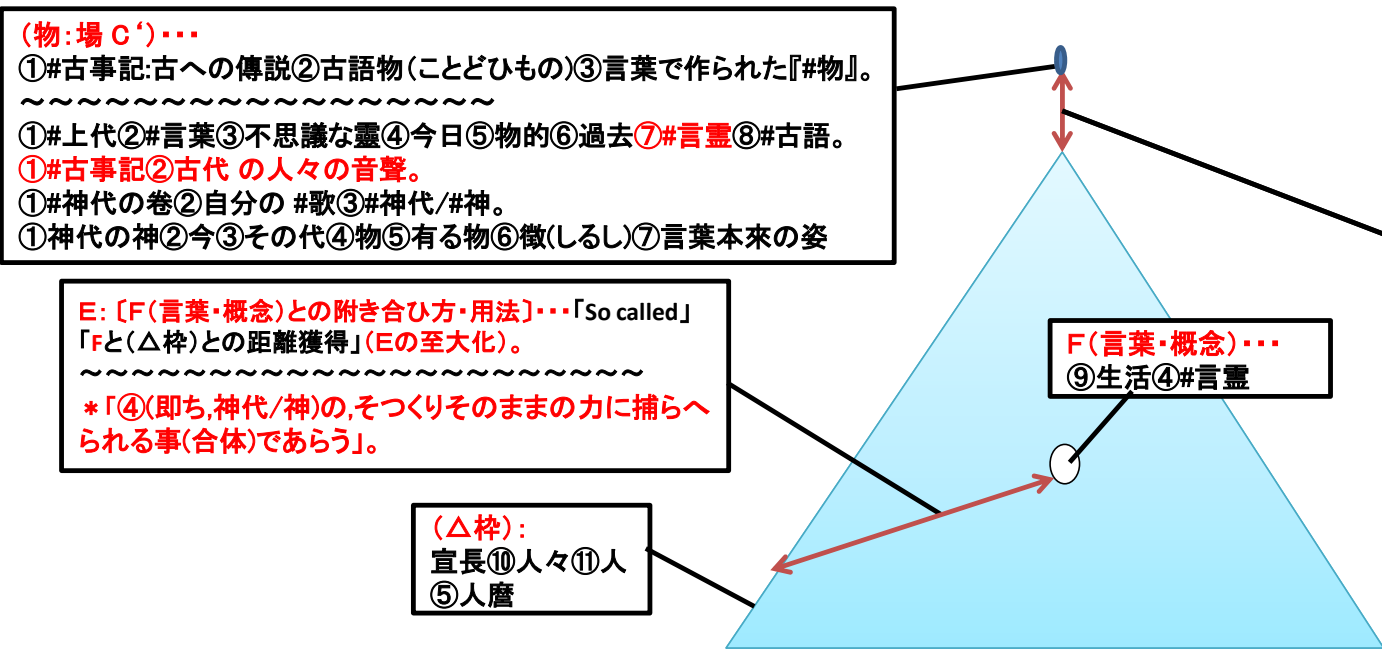 (物:場 C‘)・・・
①#古事記:古への傳説②古語物(ことどひもの)③言葉で作られた『#物』。
～～～～～～～～～～～～～～～～～
①#上代②#言葉③不思議な靈④今日⑤物的⑥過去⑦#言霊⑧#古語。
①#古事記②古代 の人々の音聲。
①#神代の巻②自分の #歌③#神代/#神。
①神代の神②今③その代④物⑤有る物⑥徴(しるし)⑦言葉本來の姿
E:〔F(言葉・概念)との附き合ひ方・用法〕・・・「So called」
「Fと(△枠)との距離獲得」(Eの至大化)。
～～～～～～～～～～～～～～～～～～～～～～
＊「④(即ち,神代/神)の,そつくりそのままの力に捕らへ
られる事(合体)であらう」。
F(言葉・概念)・・・
⑨生活④#言靈
(△枠):
宣長⑩人々⑪人
⑤人麿